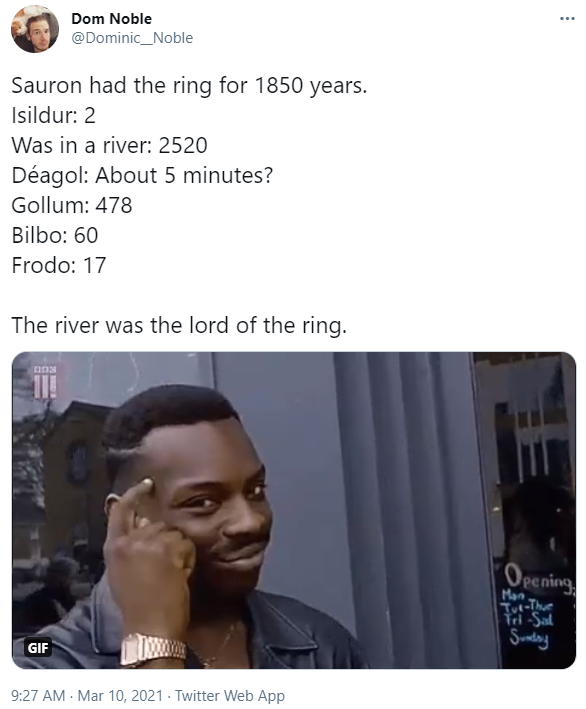 Dom Noble
@Dominic__Noble
Sauron had the ring for 1850 years.
Isildur: 2
Was in a river: 2520
Déagol: About 5 minutes?
Gollum: 478
Bilbo: 60
Frodo: 17
The river was the lord of the ring.
BBC
Opening
Mon
Tue-Thur
Fri-Sat
Sunday
GIF
9:27 AM · Mar 10, 2021 · Twitter Web App